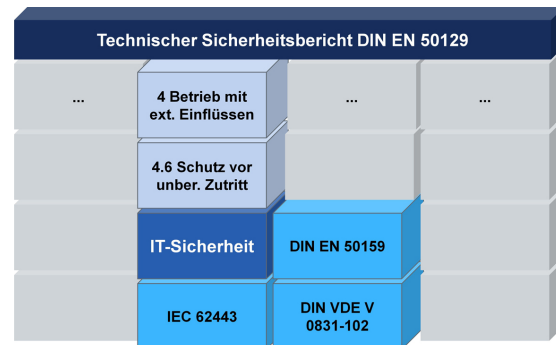 Technischer Sicherheitsbericht DIN EN 50129
...
4 Betrieb mit
ext. Einflüssen
...
...
4.6 Schutz vor
unber. Zutritt
IT-Sicherheit
DIN EN 50159
IEC 62443
DIN VDE V
0831-102